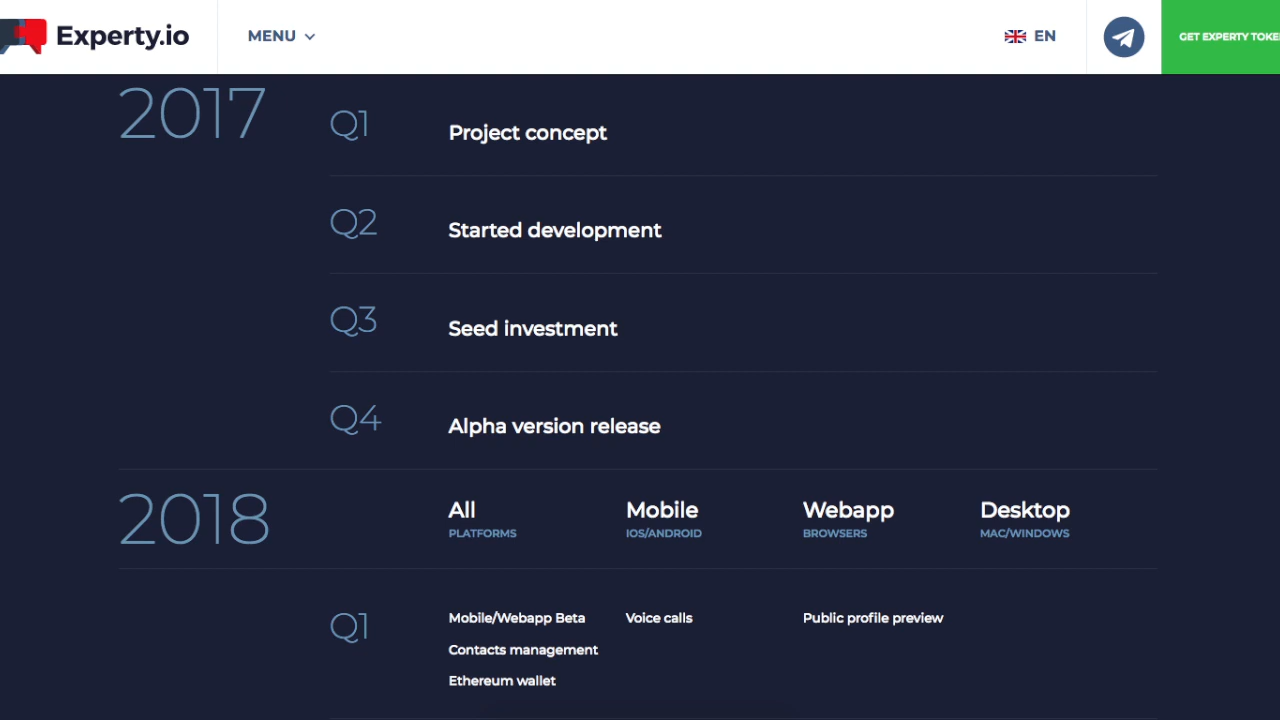 Experty.io
MENU
EN
GET EXPERTY TOKE
2017
Q1
Project concept
Q2
Started development
Q3
Seed investment
Q4
Alpha version release
2018
All
Mobile
Webapp
Desktop
PLATFORMS
IOS/ANDROID
BROWSERS
MAC/WINDOWS
Q1
Mobile/Webapp Beta
Voice calls
Public profile preview
Contacts management
Ethereum wallet